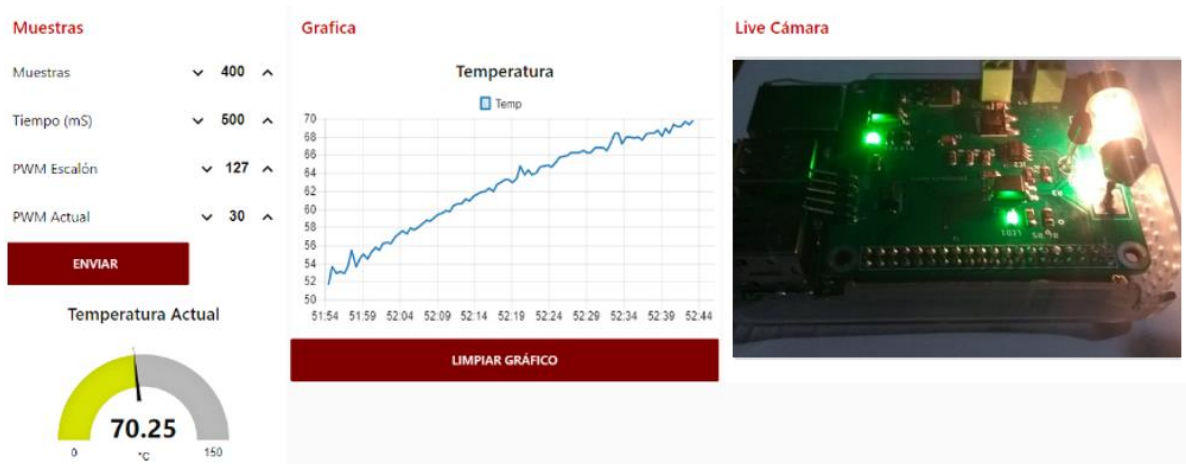 Muestras
Muestras 400
Tiempo (mS) 500
PWM Escalón 127
PWM Actual 30
ENVIAR
Temperatura Actual
70.25
0 °C 150
Grafica
Temperatura
Temp
70
68
66
64
62
60
58
56
54
52
50
51:54 51:59 52:04 52:09 52:14 52:19 52:24 52:29 52:34 52:39 52:44
LIMPIAR GRÁFICO
Live Cámara
LED1